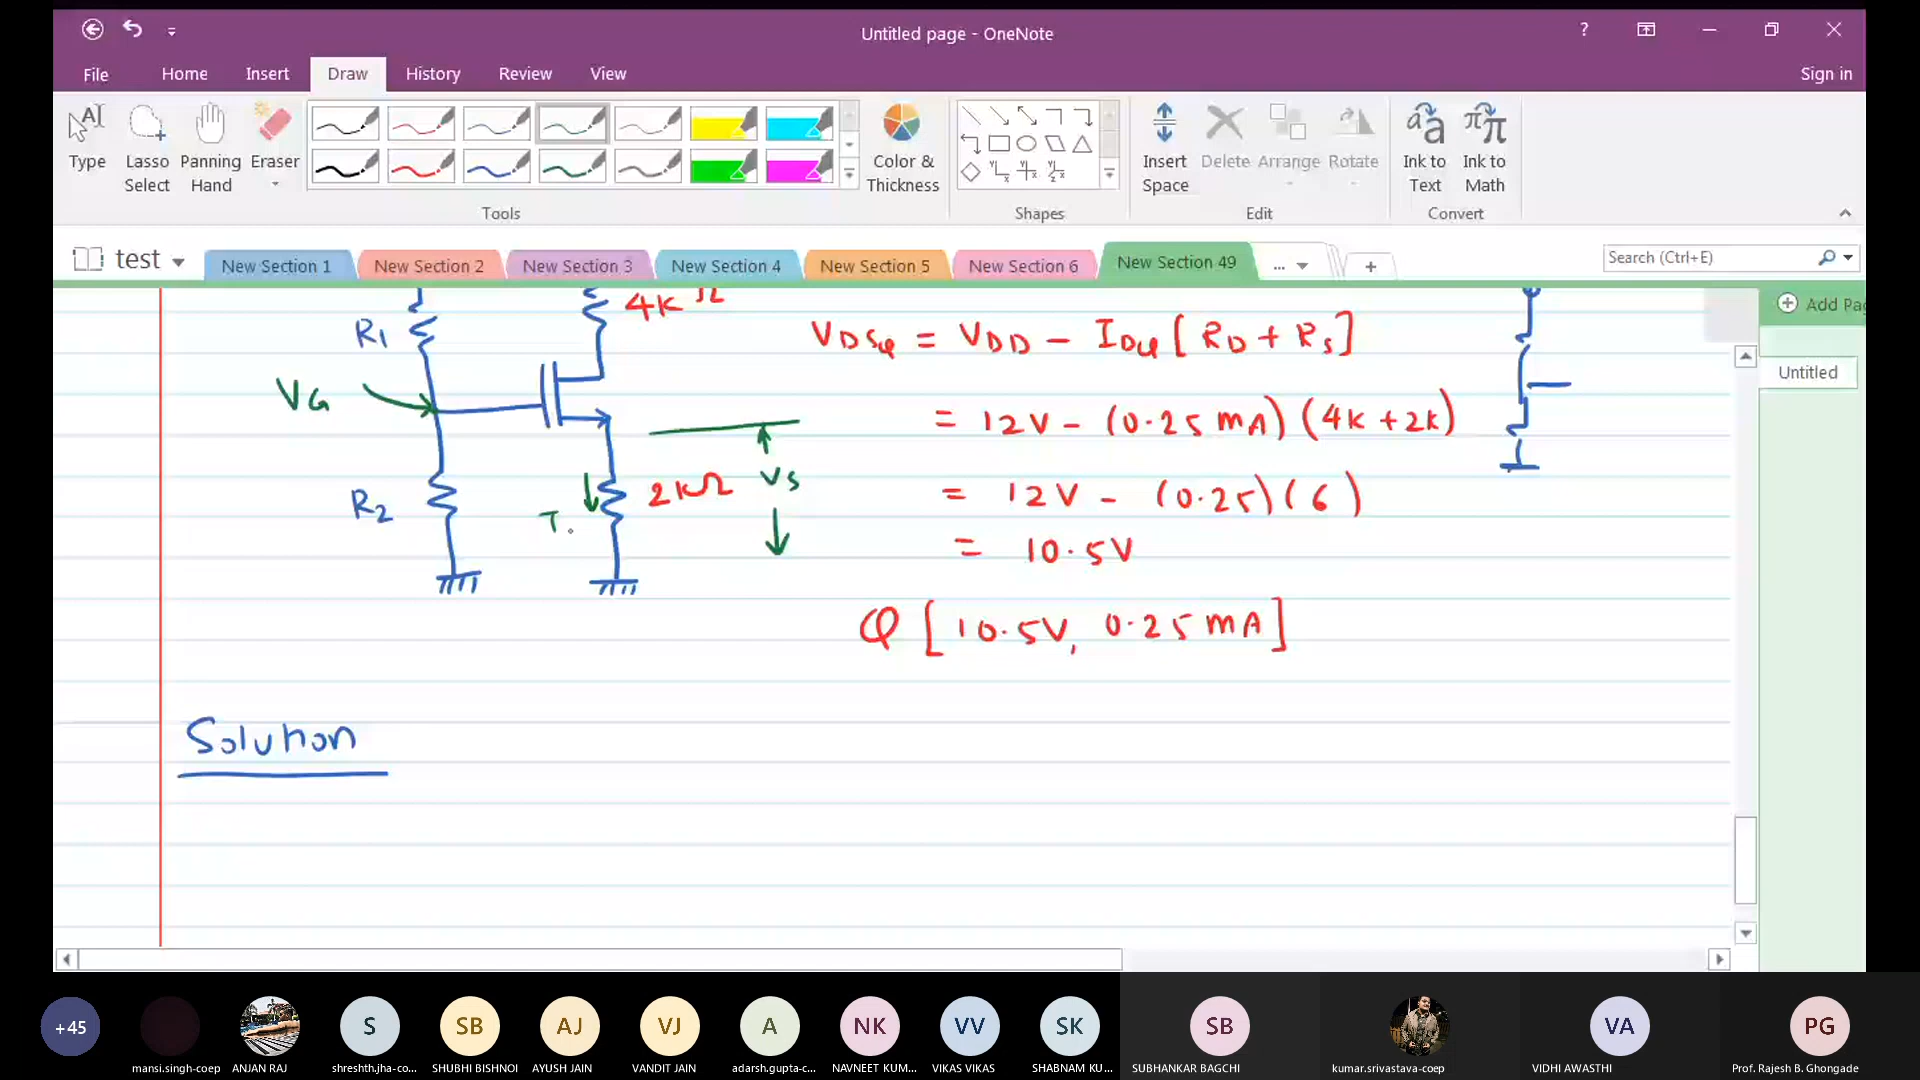 Untitled page - OneNote
?
File Home Insert Draw History Review View
Sign in
Type
Lasso Select
Panning Hand
Eraser
Color & Thickness
Insert Space
Delete
Arrange
Rotate
Ink to Text
Ink to Math
Tools
Shapes
Edit
Convert
test
New Section 1
New Section 2
New Section 3
New Section 4
New Section 5
New Section 6
New Section 49
...
+
Search (Ctrl+E)
Add Pa
Untitled
R1
4K Ω
VG
R2
2KΩ
VS
VDSQ = VDD - IDQ [ RD + RS ]
= 12V - (0.25 mA) (4K + 2K)
= 12V - (0.25)(6)
= 10.5V
Q [ 10.5V, 0.25 mA ]
Solution
+45
mansi.singh-coep
ANJAN RAJ
S
shreshth.jha-co...
SB
SHUBHI BISHNOI
AJ
AYUSH JAIN
VJ
VANDIT JAIN
A
adarsh.gupta-c...
NK
NAVNEET KUM...
VV
VIKAS VIKAS
SK
SHABNAM KU...
SB
SUBHANKAR BAGCHI
kumar.srivastava-coep
VA
VIDHI AWASTHI
PG
Prof. Rajesh B. Ghongade